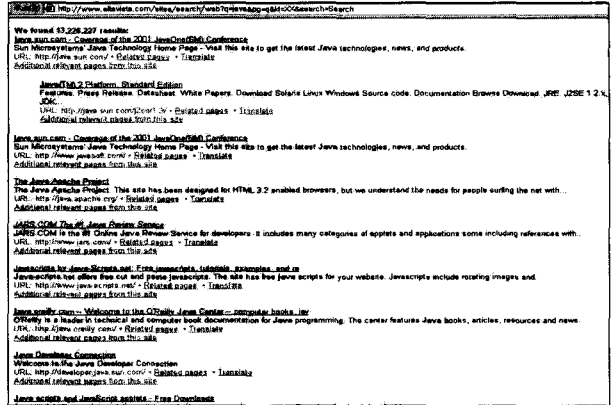 http://www.altavista.com/sites/search/web?q=java&pg=q&kl=XX&search=Search
We found 13,226,227 results:
java.sun.com - Coverage of the 2001 JavaOne(SM) Conference
Sun Microsystems' Java Technology Home Page - Visit this site to get the latest Java technologies, news, and products.
URL: http://java.sun.com/ • Related pages • Translate
Additional relevant pages from this site
Java(TM) 2 Platform, Standard Edition
Features. Press Release. Datasheet. White Papers. Download Solaris Linux Windows Source code. Documentation Browse Download. JRE. J2SE 1.2.x,
JDK...
URL: http://java.sun.com/j2se/1.3/ • Related pages • Translate
Additional relevant pages from this site
java.sun.com - Coverage of the 2001 JavaOne(SM) Conference
Sun Microsystems' Java Technology Home Page - Visit this site to get the latest Java technologies, news, and products.
URL: http://www.javasoft.com/ • Related pages • Translate
Additional relevant pages from this site
The Java Apache Project
The Java Apache Project. This site has been designed for HTML 3.2 enabled browsers, but we understand the needs for people surfing the net with...
URL: http://java.apache.org/ • Related pages • Translate
Additional relevant pages from this site
JARS.COM The #1 Java Review Service
JARS.COM is the #1 Online Java Review Service for developers. It includes many categories of applets and applications some including references with...
URL: http://www.jars.com/ • Related pages • Translate
Additional relevant pages from this site
Javascripts by Java-Scripts.net: Free javascripts, tutorials, examples, and re
Java-scripts.net offers free cut and paste javascripts. The site has free java scripts for your website. Javascripts include rotating images and
URL: http://www.java-scripts.net/ • Related pages • Translate
Additional relevant pages from this site
java.oreilly.com -- Welcome to the O'Reilly Java Center -- computer books, jav
O'Reilly is a leader in technical and computer book documentation for Java programming. The center features Java books, articles, resources and news.
URL: http://java.oreilly.com/ • Related pages • Translate
Additional relevant pages from this site
Java Developer Connection
Welcome to the Java Developer Connection
URL: http://developer.java.sun.com/ • Related pages • Translate
Additional relevant pages from this site
Java scripts and JavaScript applets - Free Downloads